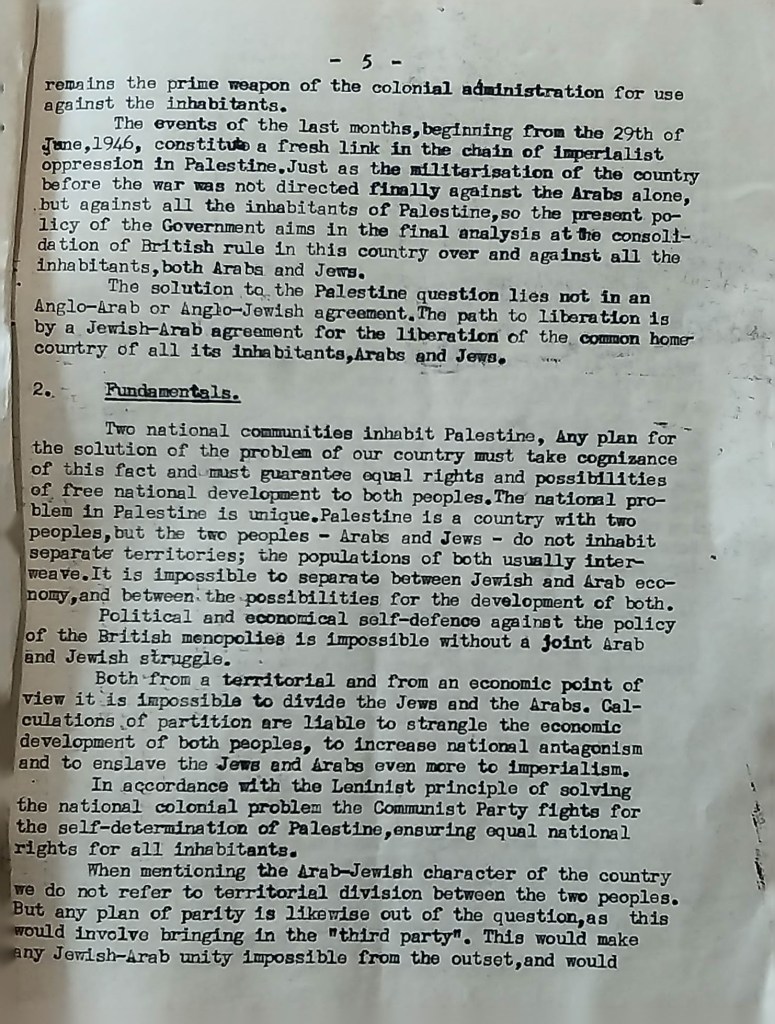 - 5 -
remains the prime weapon of the colonial administration for use
against the inhabitants.
The events of the last months,beginning from the 29th of
June,1946, constitute a fresh link in the chain of imperialist
oppression in Palestine.Just as the militarisation of the country
before the war was not directed finally against the Arabs alone,
but against all the inhabitants of Palestine,so the present po-
licy of the Government aims in the final analysis at the consoli-
dation of British rule in this country over and against all the
inhabitants,both Arabs and Jews.
The solution to the Palestine question lies not in an
Anglo-Arab or Anglo-Jewish agreement.The path to liberation is
by a Jewish-Arab agreement for the liberation of the common home-
country of all its inhabitants,Arabs and Jews.
2. Fundamentals.
Two national communities inhabit Palestine, Any plan for
the solution of the problem of our country must take cognizance
of this fact and must guarantee equal rights and possibilities
of free national development to both peoples.The national pro-
blem in Palestine is unique.Palestine is a country with two
peoples,but the two peoples - Arabs and Jews - do not inhabit
separate territories; the populations of both usually inter-
weave.It is impossible to separate between Jewish and Arab eco-
nomy,and between the possibilities for the development of both.
Political and economical self-defence against the policy
of the British menopolies is impossible without a joint Arab
and Jewish struggle.
Both from a territorial and from an economic point of
view it is impossible to divide the Jews and the Arabs. Cal-
culations of partition are liable to strangle the economic
development of both peoples, to increase national antagonism
and to enslave the Jews and Arabs even more to imperialism.
In accordance with the Leninist principle of solving
the national colonial problem the Communist Party fights for
the self-determination of Palestine,ensuring equal national
rights for all inhabitants.
When mentioning the Arab-Jewish character of the country
we do not refer to territorial division between the two peoples.
But any plan of parity is likewise out of the question,as this
would involve bringing in the "third party". This would make
any Jewish-Arab unity impossible from the outset,and would